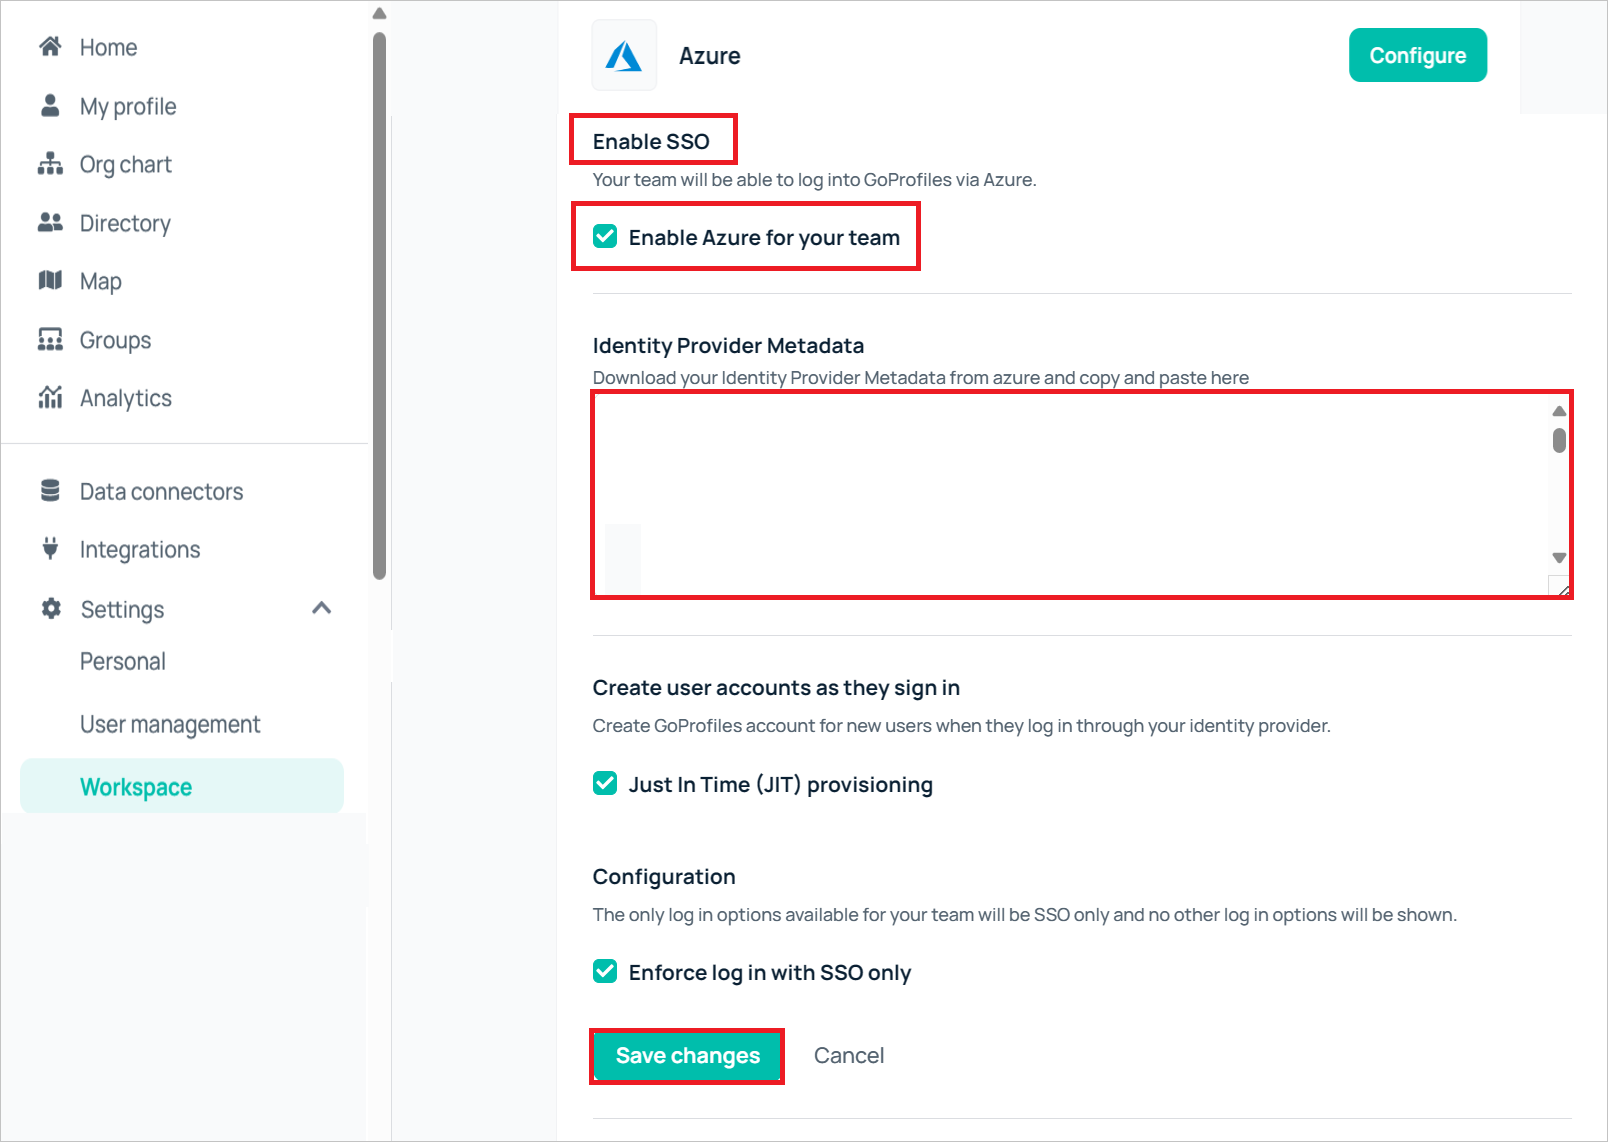 Home
My profile
Org chart
Directory
Map
Groups
Analytics
Data connectors
Integrations
Settings
Personal
User management
Workspace
Azure
Configure
Enable SSO
Your team will be able to log into GoProfiles via Azure.
Enable Azure for your team
Identity Provider Metadata
Download your Identity Provider Metadata from azure and copy and paste here
Create user accounts as they sign in
Create GoProfiles account for new users when they log in through your identity provider.
Just In Time (JIT) provisioning
Configuration
The only log in options available for your team will be SSO only and no other log in options will be shown.
Enforce log in with SSO only
Save changes
Cancel